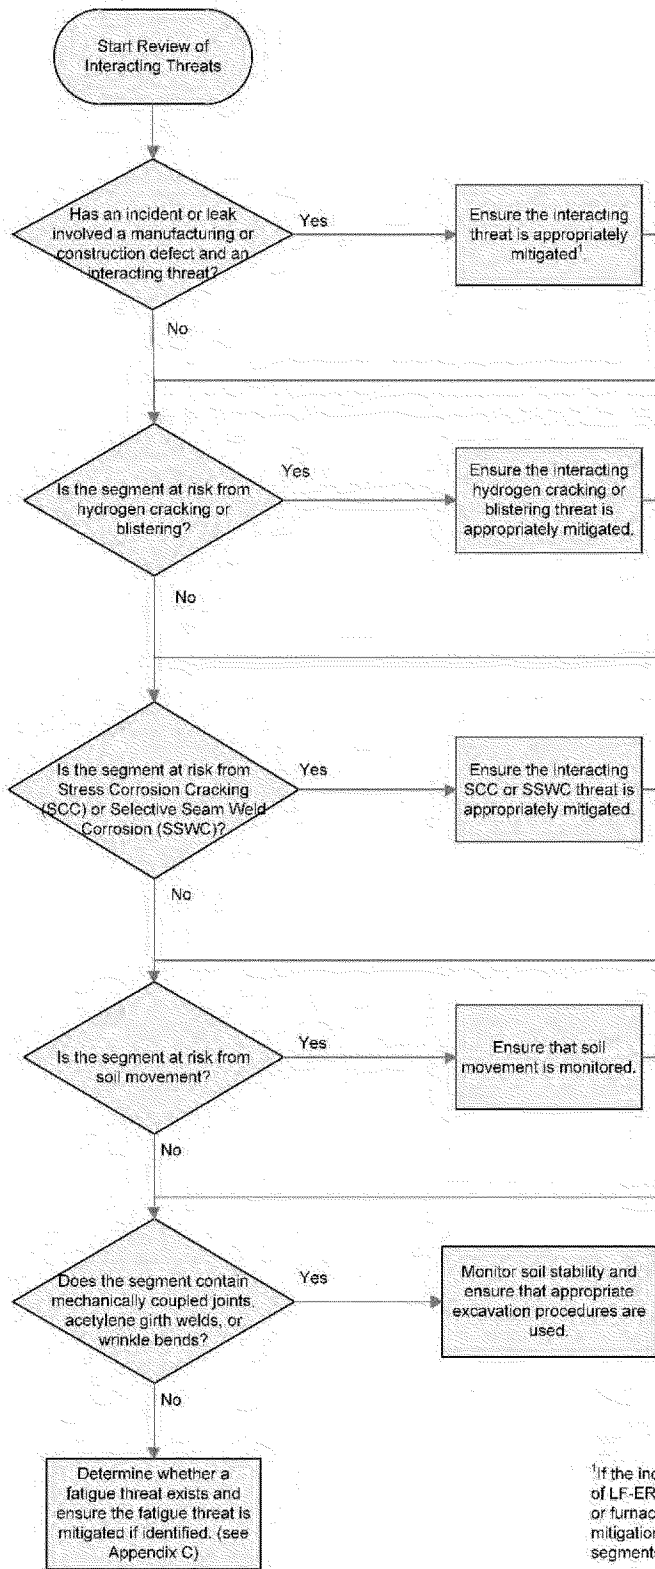 Start Review of
Interacting Threats
Has an incident or leak
involved a manufacturing or
construction defect and an
interacting threat?
Yes
Ensure the interacting
threat is appropriately
mitigated1
No
Is the segment at risk from
hydrogen cracking or
blistering?
Yes
Ensure the interacting
hydrogen cracking or
blistering threat is
appropriately mitigated.
No
Is the segment at risk from
Stress Corrosion Cracking
(SCC) or Selective Seam Weld
Corrosion (SSWC)?
Yes
Ensure the interacting
SCC or SSWC threat is
appropriately mitigated.
No
Is the segment at risk from
soil movement?
Yes
Ensure that soil
movement is monitored.
No
Does the segment contain
mechanically coupled joints,
acetylene girth welds, or
wrinkle bends?
Yes
Monitor soil stability and
ensure that appropriate
excavation procedures are
used.
No
Determine whether a
fatigue threat exists and
ensure the fatigue threat is
mitigated if identified. (see
Appendix C)
1If the
of LF-ER
or
mitigation